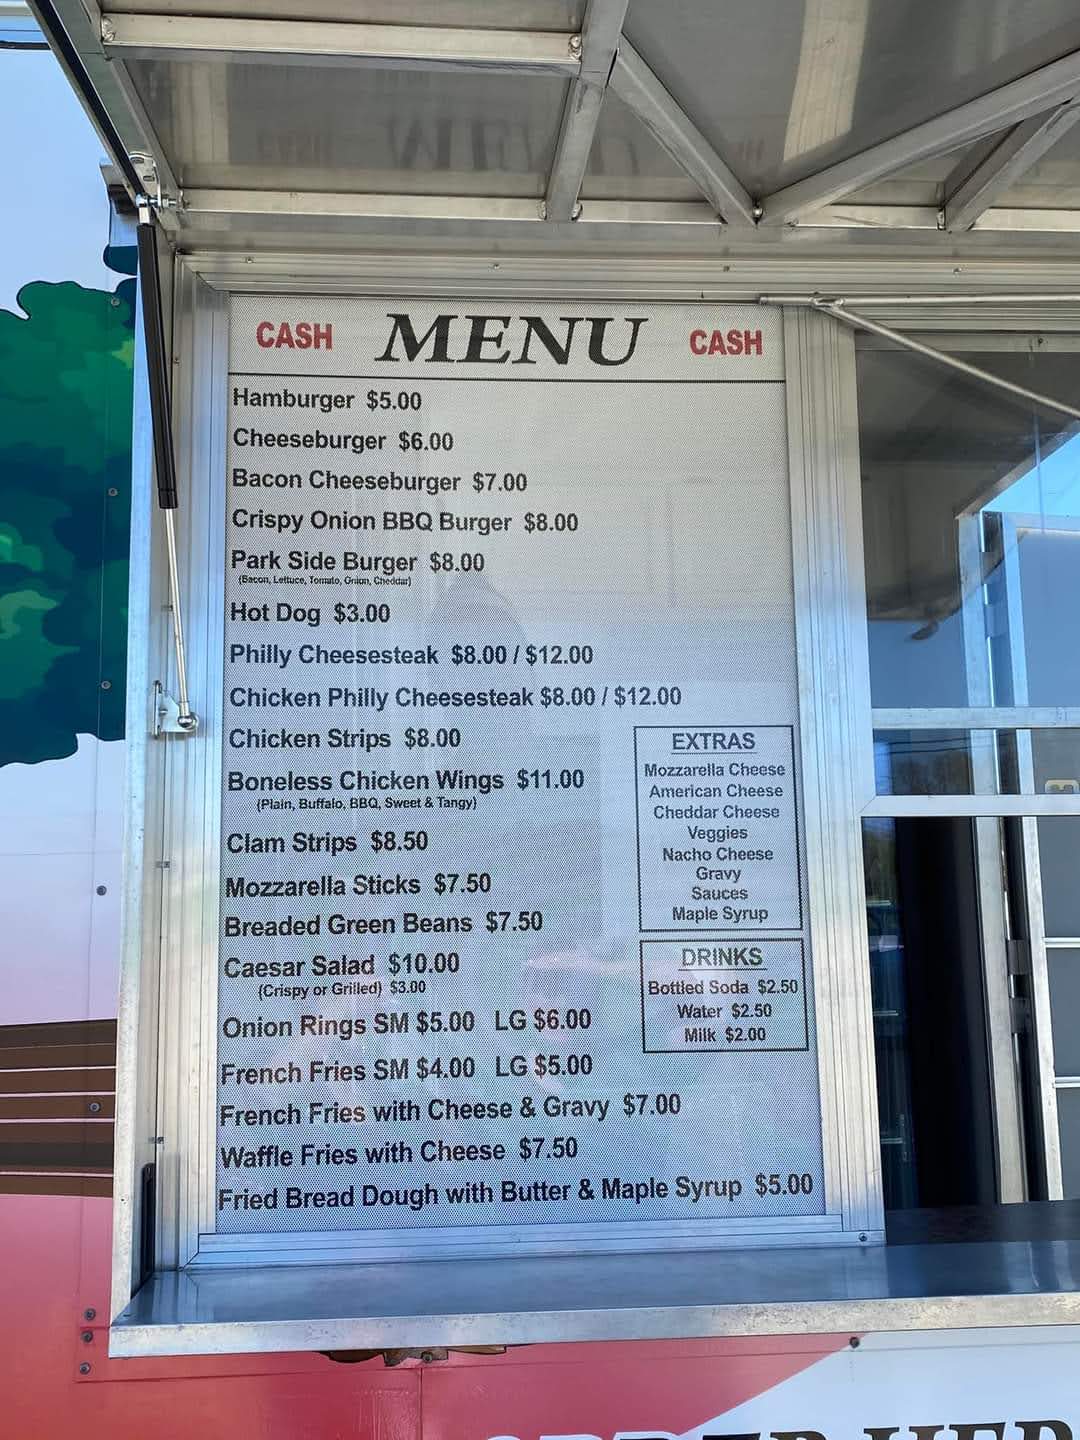 CASH MENU CASH
Hamburger $5.00
Cheeseburger $6.00
Bacon Cheeseburger $7.00
Crispy Onion BBQ Burger $8.00
Park Side Burger $8.00
(Bacon, Lettuce, Tomato, Onion, Cheddar)
Hot Dog $3.00
Philly Cheesesteak $8.00 / $12.00
Chicken Philly Cheesesteak $8.00 / $12.00
Chicken Strips $8.00
Boneless Chicken Wings $11.00
(Plain, Buffalo, BBQ, Sweet & Tangy)
Clam Strips $8.50
Mozzarella Sticks $7.50
Breaded Green Beans $7.50
Caesar Salad $10.00
(Crispy or Grilled) $3.00
Onion Rings SM $5.00 LG $6.00
French Fries SM $4.00 LG $5.00
French Fries with Cheese & Gravy $7.00
Waffle Fries with Cheese $7.50
Fried Bread Dough with Butter & Maple Syrup $5.00
EXTRAS
Mozzarella Cheese
American Cheese
Cheddar Cheese
Veggies
Nacho Cheese
Gravy
Sauces
Maple Syrup
DRINKS
Bottled Soda $2.50
Water $2.50
Milk $2.00